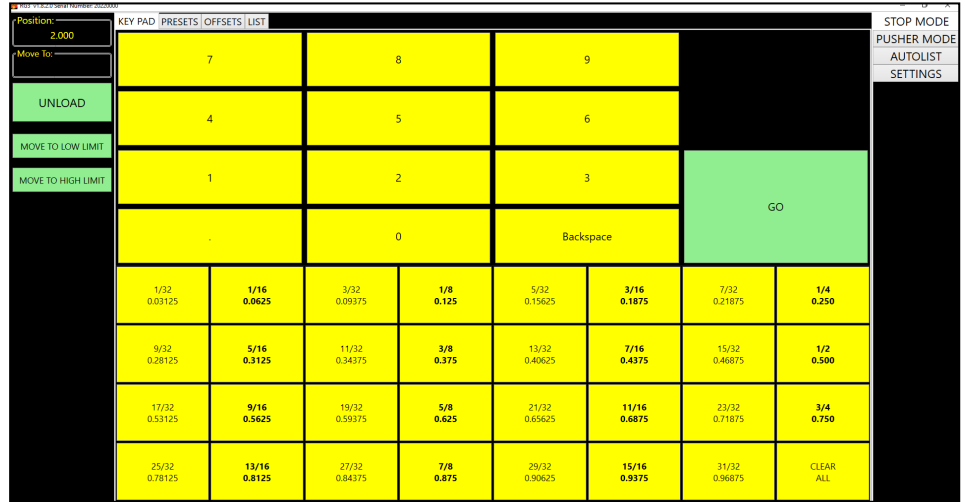 RG3 V1.8.2.0 Serial Number: 20220000
Position:
2.000
Move To:
UNLOAD
MOVE TO LOW LIMIT
MOVE TO HIGH LIMIT
KEY PAD PRESETS OFFSETS LIST
7 8 9
4 5 6
1 2 3
GO
. 0 Backspace
1/32 1/16 3/32 1/8 5/32 3/16 7/32 1/4
0.03125 0.0625 0.09375 0.125 0.15625 0.1875 0.21875 0.250
9/32 5/16 11/32 3/8 13/32 7/16 15/32 1/2
0.28125 0.3125 0.34375 0.375 0.40625 0.4375 0.46875 0.500
17/32 9/16 19/32 5/8 21/32 11/16 23/32 3/4
0.53125 0.5625 0.59375 0.625 0.65625 0.6875 0.71875 0.750
25/32 13/16 27/32 7/8 29/32 15/16 31/32 CLEAR
0.78125 0.8125 0.84375 0.875 0.90625 0.9375 0.96875 ALL
STOP MODE
PUSHER MODE
AUTOLIST
SETTINGS